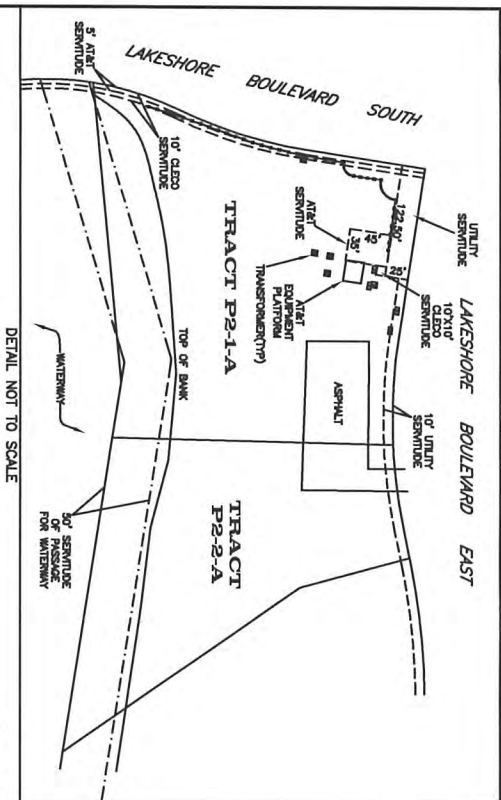 LAKESHORE BOULEVARD SOUTH
LAKESHORE BOULEVARD EAST
UTILITY
SERVITUDE
5' AT&T
SERVITUDE
10' CLECO
SERVITUDE
122.50'
45'
35'
25'
AT&T
SERVITUDE
10'X10'
CLECO
SERVITUDE
10' UTILITY
SERVITUDE
AT&T
EQUIPMENT
PLATFORM
TRANSFORMER(TYP)
ASPHALT
TRACT P2-1-A
TRACT
P2-2-A
TOP OF BANK
WATERWAY
50' SERVITUDE
OF PASSAGE
FOR WATERWAY
DETAIL NOT TO SCALE